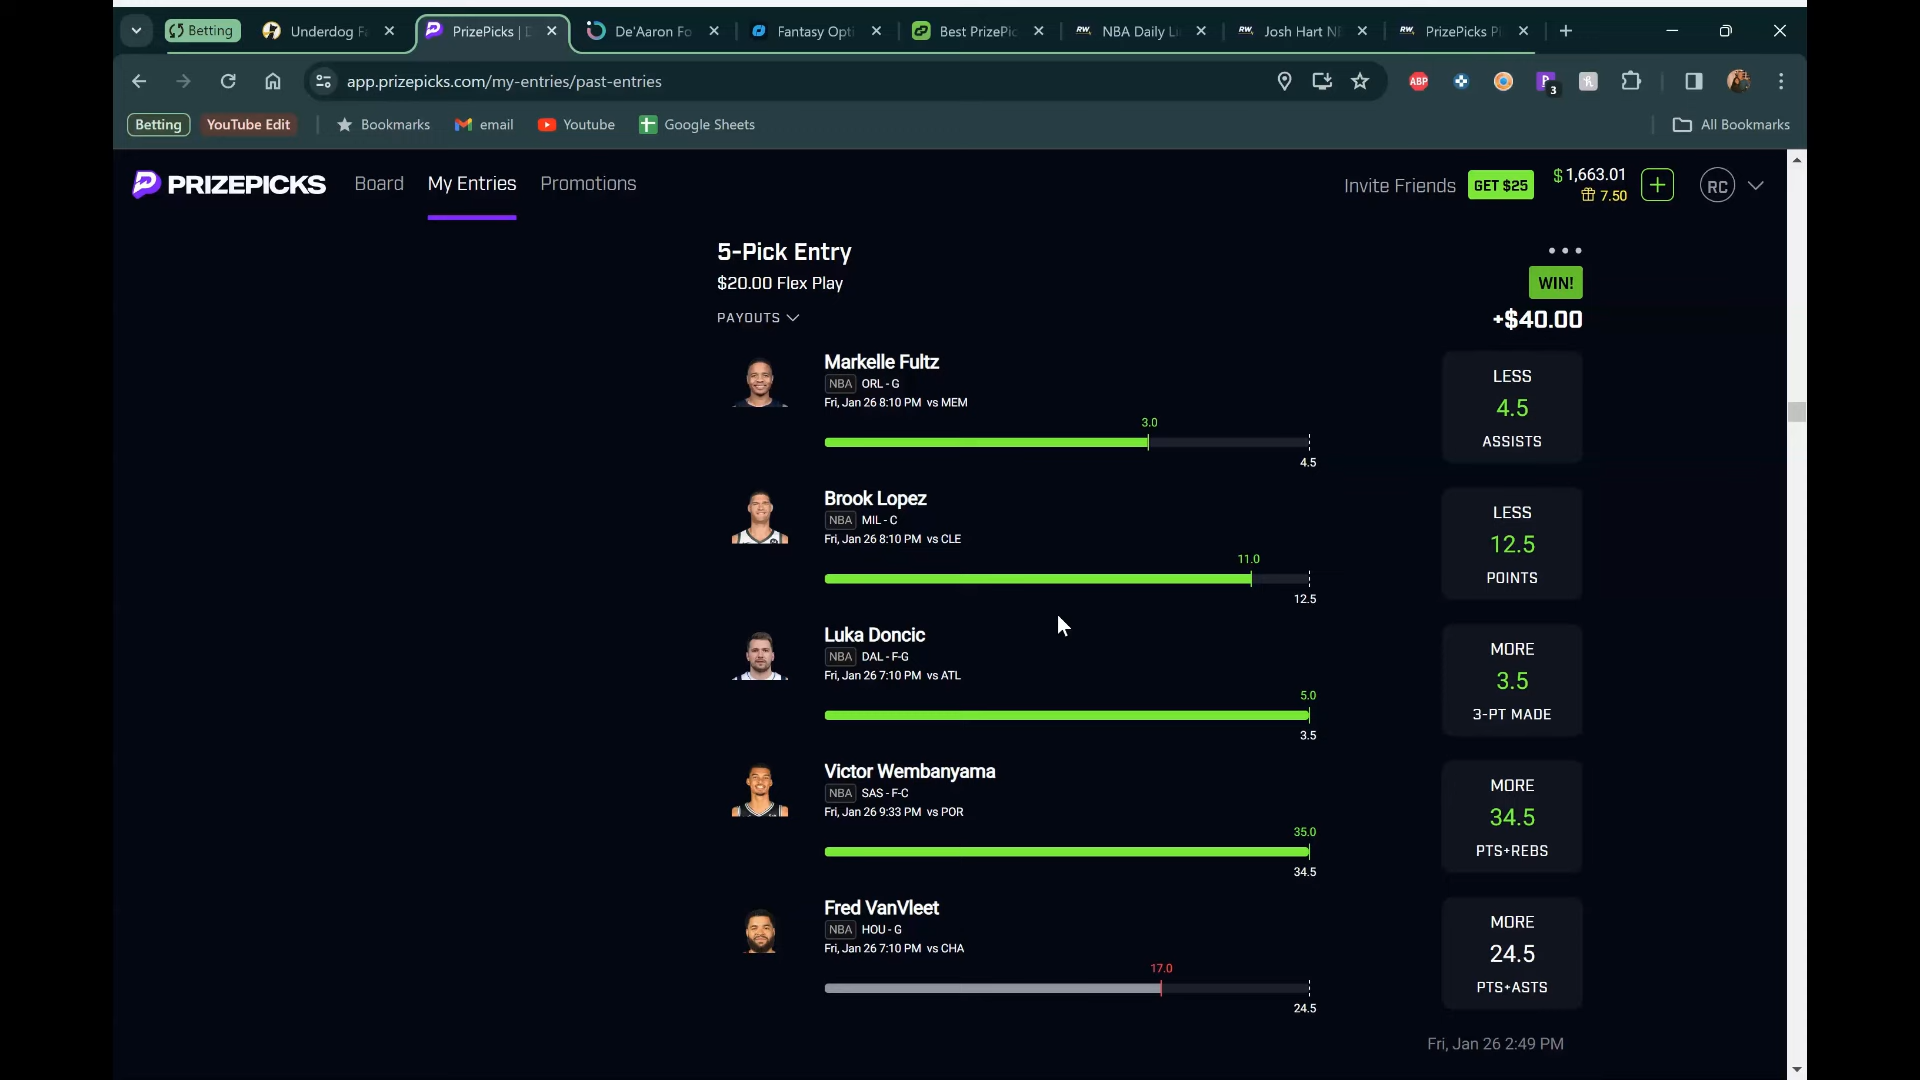 Betting
Underdog Fa
PrizePicks | D
De'Aaron Fo
Fantasy Opti
Best PrizePic
NBA Daily Li
Josh Hart N
PrizePicks P
app.prizepicks.com/my-entries/past-entries
ABP
3
Betting
YouTube Edit
Bookmarks
email
Youtube
Google Sheets
All Bookmarks
PRIZEPICKS
Board
My Entries
Promotions
Invite Friends
GET $25
$ 1,663.01
7.50
RC
5-Pick Entry
$20.00 Flex Play
WIN!
PAYOUTS
+$40.00
Markelle Fultz
NBA ORL - G
Fri, Jan 26 8:10 PM vs MEM
3.0
4.5
LESS
4.5
ASSISTS
Brook Lopez
NBA MIL - C
Fri, Jan 26 8:10 PM vs CLE
11.0
12.5
LESS
12.5
POINTS
Luka Doncic
NBA DAL - F-G
Fri, Jan 26 7:10 PM vs ATL
5.0
3.5
MORE
3.5
3-PT MADE
Victor Wembanyama
NBA SAS - F-C
Fri, Jan 26 9:33 PM vs POR
35.0
34.5
MORE
34.5
PTS+REBS
Fred VanVleet
NBA HOU - G
Fri, Jan 26 7:10 PM vs CHA
17.0
24.5
MORE
24.5
PTS+ASTS
Fri, Jan 26 2:49 PM